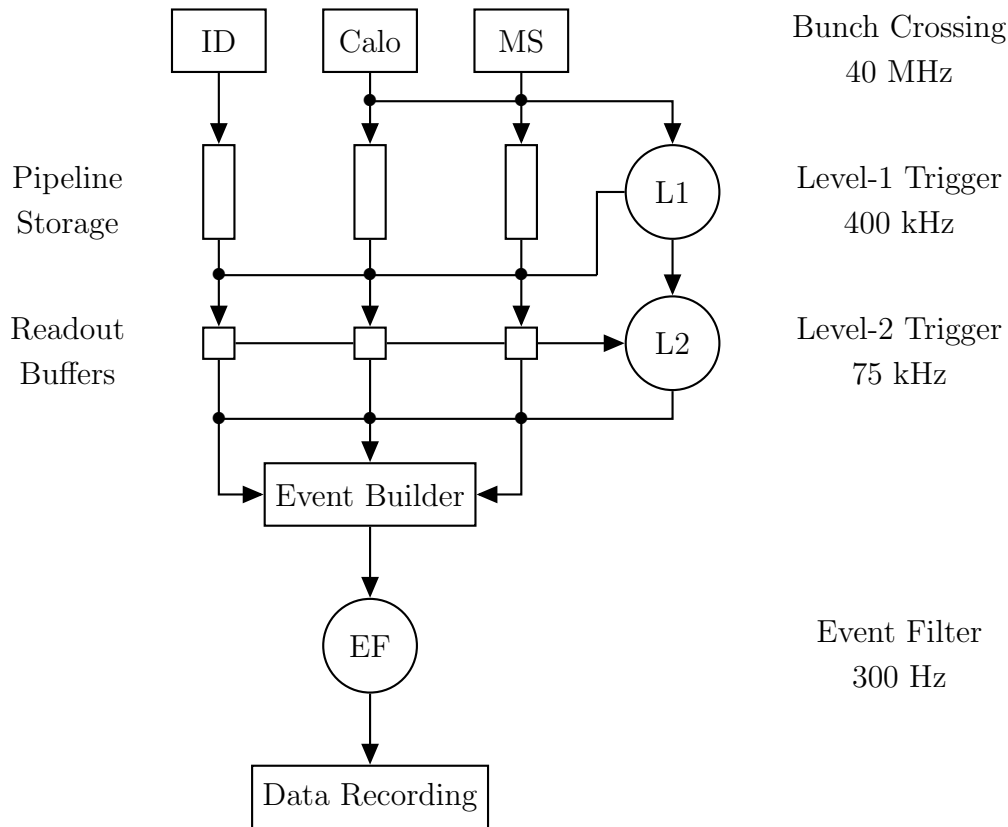 ID
Calo
MS
Bunch Crossing
40 MHz
Pipeline
Storage
L1
Level-1 Trigger
400 kHz
Readout
Buffers
L2
Level-2 Trigger
75 kHz
Event Builder
EF
Event Filter
300 Hz
Data Recording